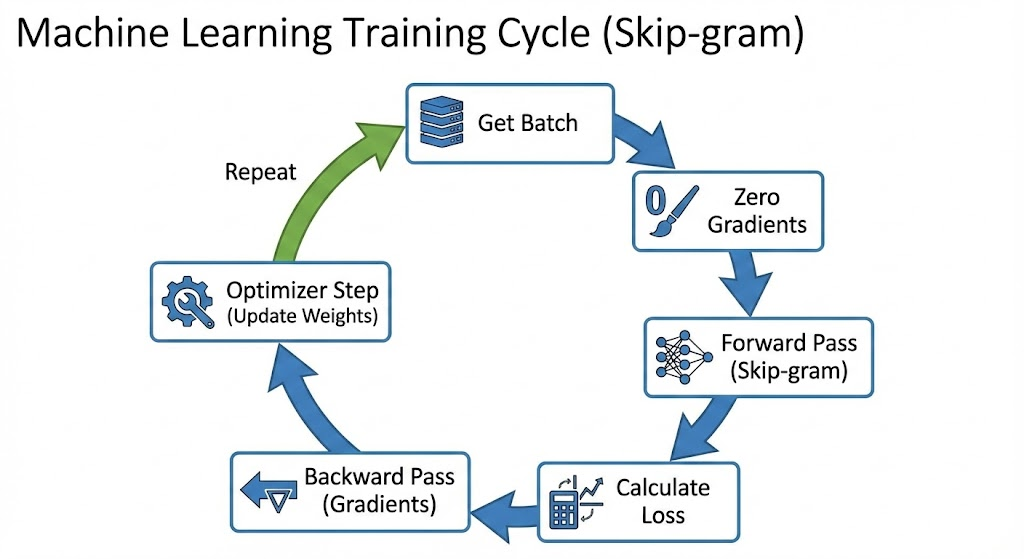 Machine Learning Training Cycle (Skip-gram)
Get Batch
Zero
Gradients
Forward Pass
(Skip-gram)
Calculate
Loss
Backward Pass
(Gradients)
Optimizer Step
(Update Weights)
Repeat